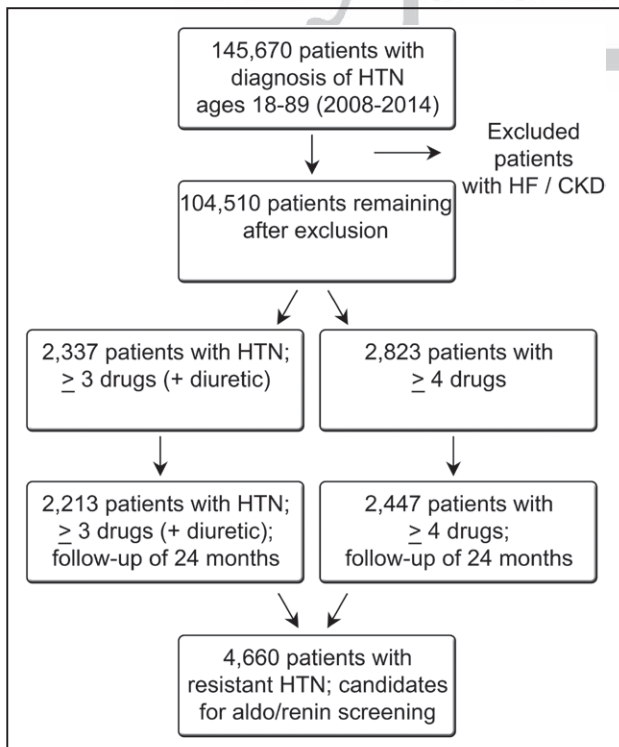 145,670 patients with
diagnosis of HTN
ages 18-89 (2008-2014)
Excluded
patients
with HF / CKD
104,510 patients remaining
after exclusion
2,337 patients with HTN;
≥ 3 drugs (+ diuretic)
2,823 patients with
≥ 4 drugs
2,213 patients with HTN;
≥ 3 drugs (+ diuretic);
follow-up of 24 months
2,447 patients with
≥ 4 drugs;
follow-up of 24 months
4,660 patients with
resistant HTN; candidates
for aldo/renin screening